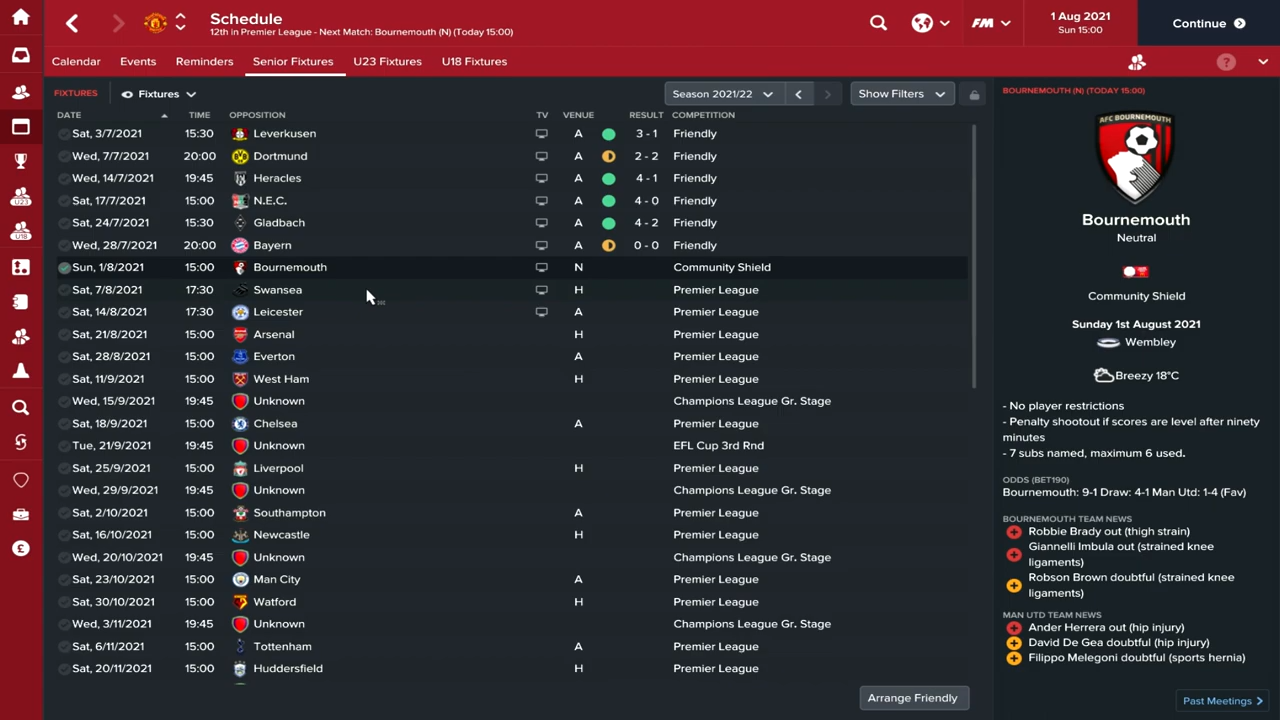 Schedule
12th in Premier League - Next Match: Bournemouth (N) (Today 15:00)
FM
1 Aug 2021
Sun 15:00
Continue
Calendar Events Reminders Senior Fixtures U23 Fixtures U18 Fixtures
?
FIXTURES Fixtures Season 2021/22 Show Filters
DATE TIME OPPOSITION TV VENUE RESULT COMPETITION
Sat, 3/7/2021 15:30 Leverkusen A 3 - 1 Friendly
Wed, 7/7/2021 20:00 Dortmund A 2 - 2 Friendly
Wed, 14/7/2021 19:45 Heracles A 4 - 1 Friendly
Sat, 17/7/2021 15:00 N.E.C. A 4 - 0 Friendly
Sat, 24/7/2021 15:30 Gladbach A 4 - 2 Friendly
Wed, 28/7/2021 20:00 Bayern A 0 - 0 Friendly
Sun, 1/8/2021 15:00 Bournemouth N Community Shield
Sat, 7/8/2021 17:30 Swansea H Premier League
Sat, 14/8/2021 17:30 Leicester A Premier League
Sat, 21/8/2021 15:00 Arsenal H Premier League
Sat, 28/8/2021 15:00 Everton A Premier League
Sat, 11/9/2021 15:00 West Ham H Premier League
Wed, 15/9/2021 19:45 Unknown Champions League Gr. Stage
Sat, 18/9/2021 15:00 Chelsea A Premier League
Tue, 21/9/2021 19:45 Unknown EFL Cup 3rd Rnd
Sat, 25/9/2021 15:00 Liverpool H Premier League
Wed, 29/9/2021 19:45 Unknown Champions League Gr. Stage
Sat, 2/10/2021 15:00 Southampton A Premier League
Sat, 16/10/2021 15:00 Newcastle H Premier League
Wed, 20/10/2021 19:45 Unknown Champions League Gr. Stage
Sat, 23/10/2021 15:00 Man City A Premier League
Sat, 30/10/2021 15:00 Watford H Premier League
Wed, 3/11/2021 19:45 Unknown Champions League Gr. Stage
Sat, 6/11/2021 15:00 Tottenham A Premier League
Sat, 20/11/2021 15:00 Huddersfield H Premier League
Arrange Friendly
U23
U18
BOURNEMOUTH (N) (TODAY 15:00)
AFC BOURNEMOUTH
Bournemouth
Neutral
Community Shield
Sunday 1st August 2021
Wembley
Breezy 18°C
- No player restrictions
- Penalty shootout if scores are level after ninety
minutes
- 7 subs named, maximum 6 used.
ODDS (BET190)
Bournemouth: 9-1 Draw: 4-1 Man Utd: 1-4 (Fav)
BOURNEMOUTH TEAM NEWS
Robbie Brady out (thigh strain)
Giannelli Imbula out (strained knee
ligaments)
Robson Brown doubtful (strained knee
ligaments)
MAN UTD TEAM NEWS
Ander Herrera out (hip injury)
David De Gea doubtful (hip injury)
Filippo Melegoni doubtful (sports hernia)
Past Meetings